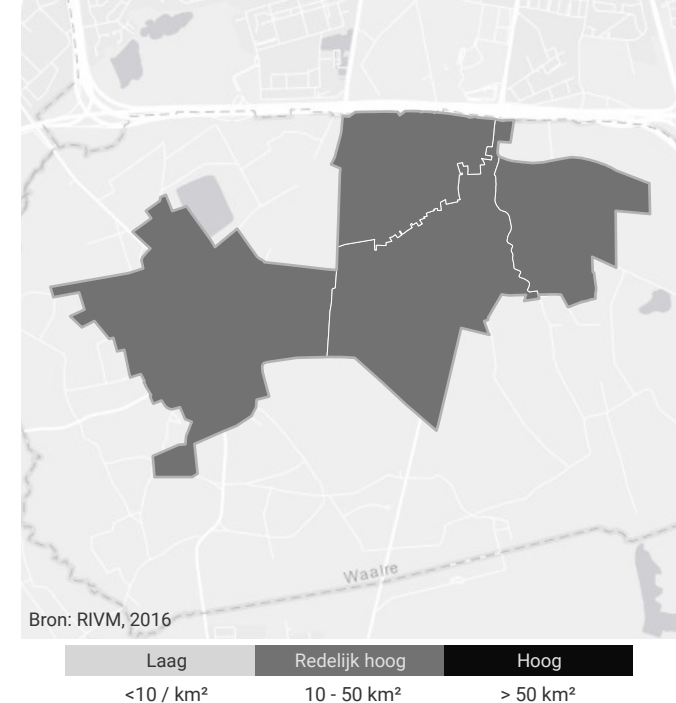 Waalre
Bron: RIVM, 2016
Laag Redelijk hoog Hoog
<10 / km² 10 - 50 km² > 50 km²